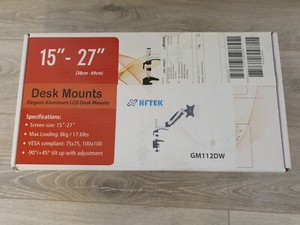 15"- 27"
(38cm - 69cm)
Desk Mounts
Elegant Aluminum LCD Desk Mounts
Specifications:
• Screen size: 15"-27"
• Max.Loading: 8kg / 17.6lbs
• VESA compliant: 75x75, 100x100
• -90°/+45° tilt up with adjustment
HFTEK
GM112DW